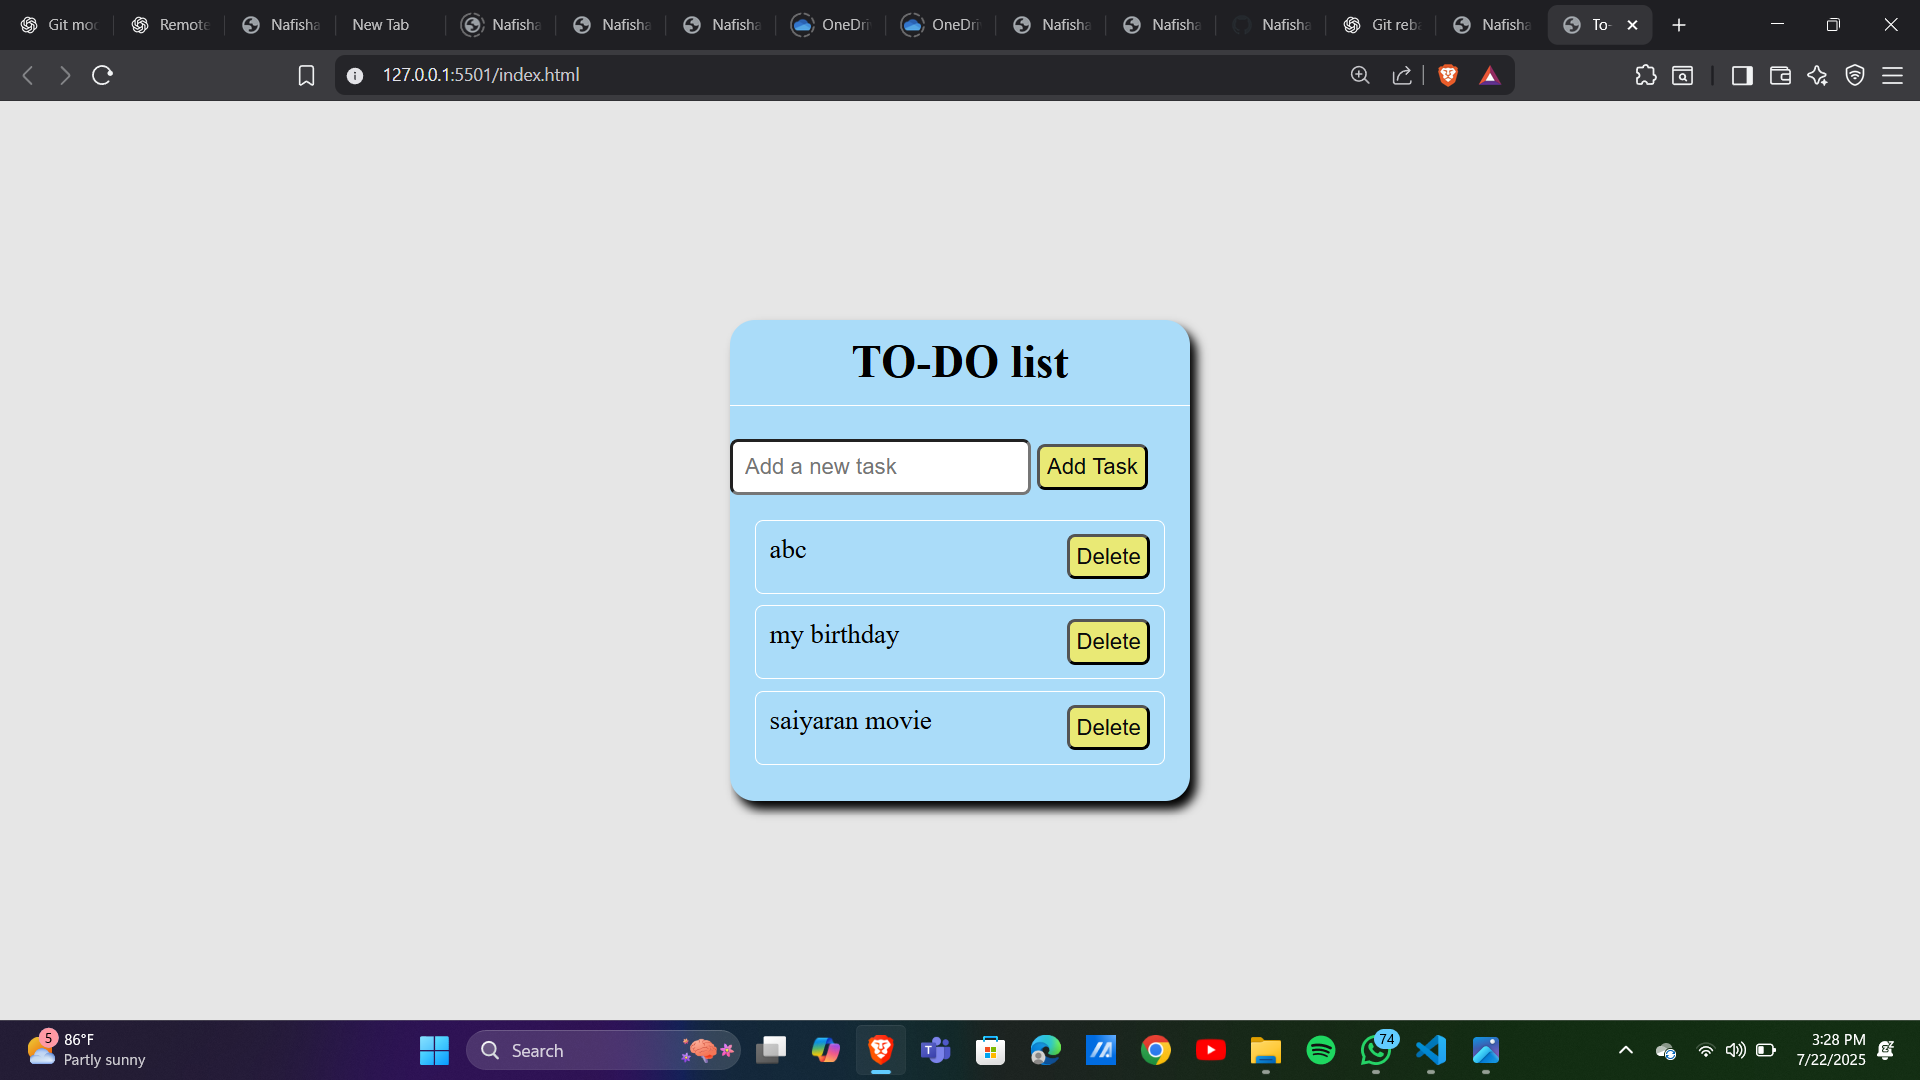 Git moc
Remote
Nafisha
New Tab
Nafisha
Nafisha
Nafisha
OneDri
OneDri
Nafisha
Nafisha
Nafisha
Git reb
Nafisha
To-
127.0.0.1:5501/index.html
TO-DO list
Add a new task
Add Task
abc
Delete
my birthday
Delete
saiyaran movie
Delete
5
86°F
Partly sunny
Search
74
3:28 PM
7/22/2025